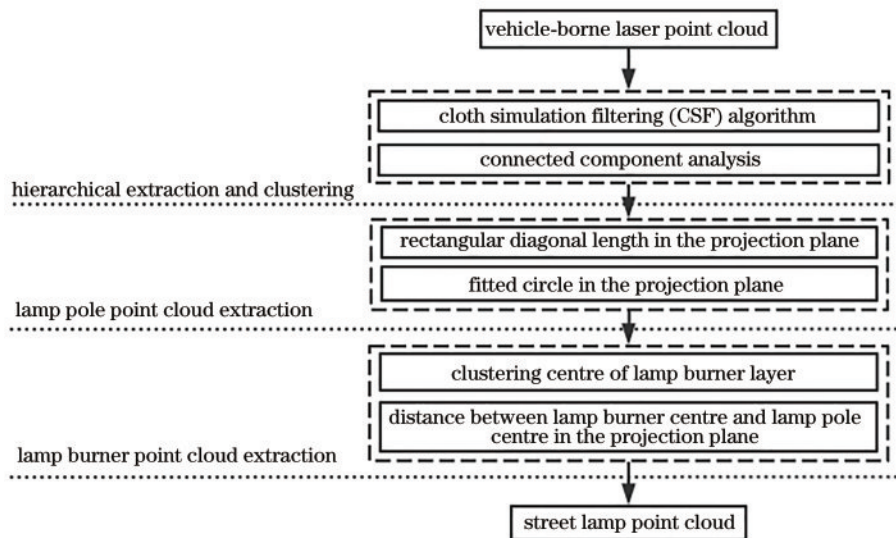 vehicle-borne laser point cloud
cloth simulation filtering (CSF) algorithm
connected component analysis
hierarchical extraction and clustering
rectangular diagonal length in the projection plane
fitted circle in the projection plane
lamp pole point cloud extraction
clustering centre of lamp burner layer
distance between lamp burner centre and lamp pole
centre in the projection plane
lamp burner point cloud extraction
street lamp point cloud